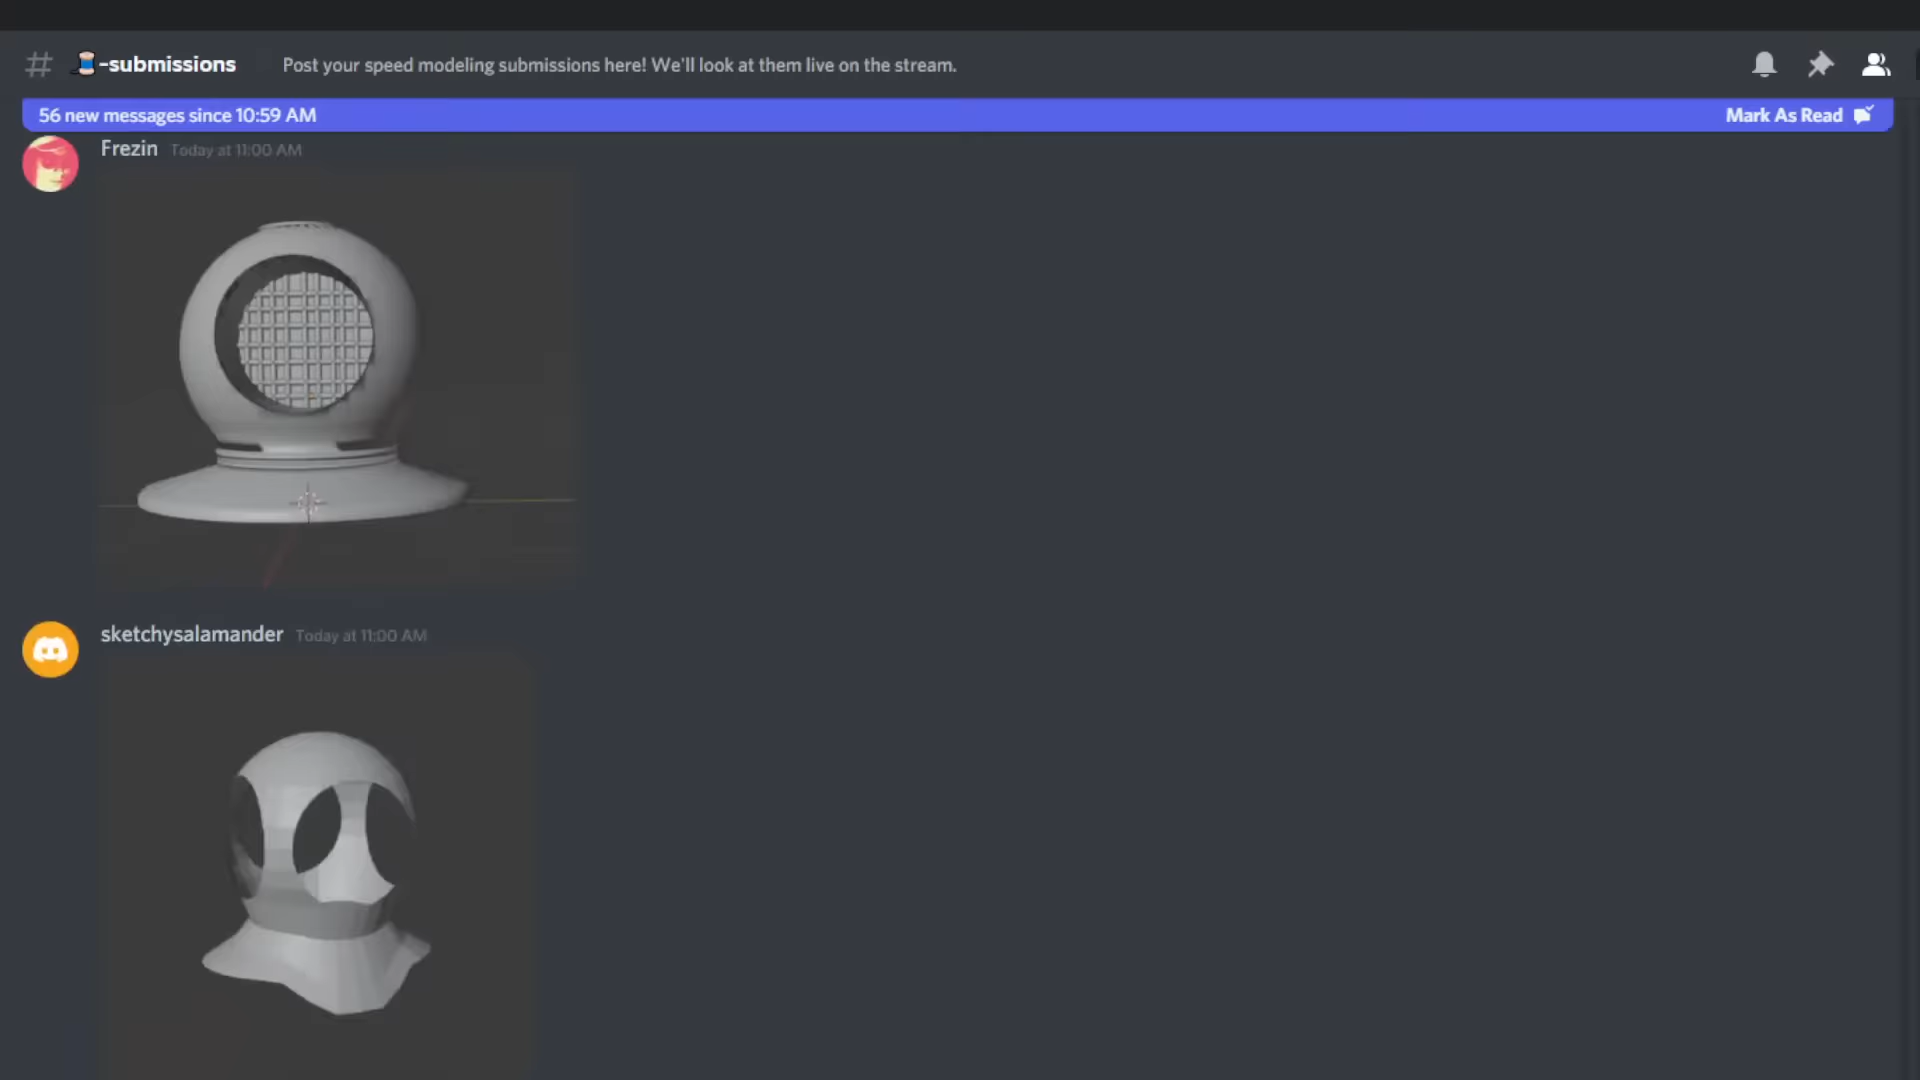 -submissions
Post your speed modeling submissions here! We'll look at them live on the stream.
56 new messages since 10:59 AM
Mark As Read
Frezin Today at 11:00 AM
sketchysalamander Today at 11:00 AM